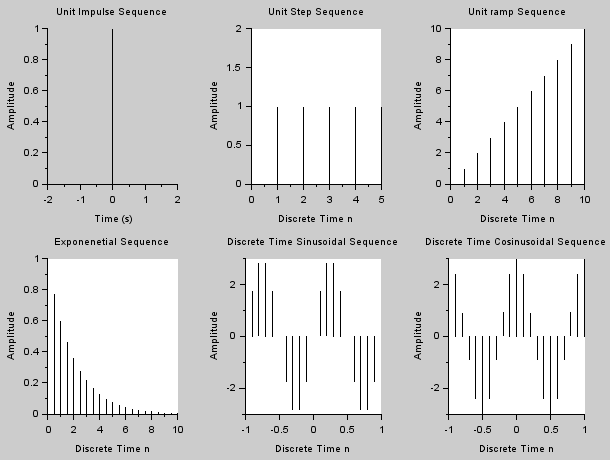 Unit Impulse Sequence
Amplitude
1
0.8
0.6
0.4
0.2
0
-2 -1 0 1 2
Time (s)
Unit Step Sequence
Amplitude
2
1.5
1
0.5
0
0 1 2 3 4 5
Discrete Time n
Unit ramp Sequence
Amplitude
10
8
6
4
2
0
0 2 4 6 8 10
Discrete Time n
Exponenetial Sequence
Amplitude
1
0.8
0.6
0.4
0.2
0
0 2 4 6 8 10
Discrete Time n
Discrete Time Sinusoidal Sequence
Amplitude
2
0
-2
-1 -0.5 0 0.5 1
Discrete Time n
Discrete Time Cosinusoidal Sequence
Amplitude
2
0
-2
-1 -0.5 0 0.5 1
Discrete Time n